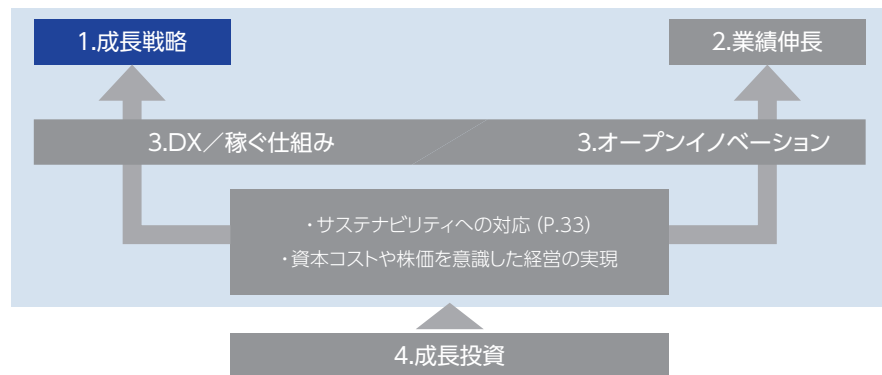 1.成長戦略
2.業績伸長
3.DX／稼ぐ仕組み
3.オープンイノベーション
・サステナビリティへの対応 (P.33)
・資本コストや株価を意識した経営の実現
4.成長投資